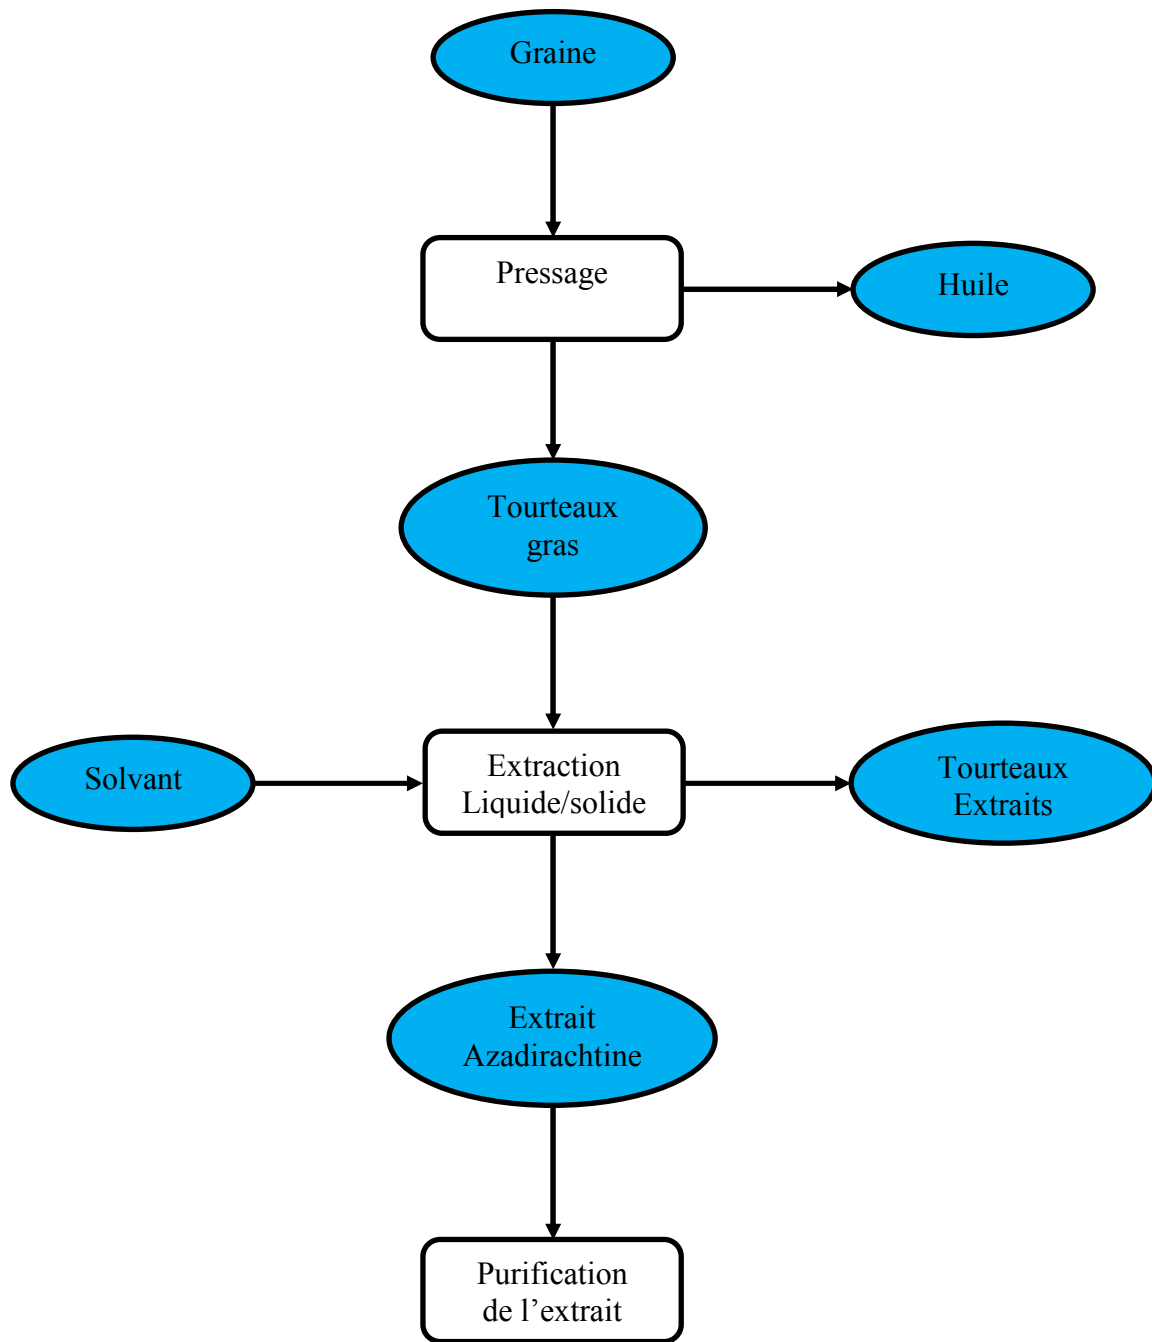 Graine
Pressage
Huile
Tourteaux
gras
Solvant
Extraction
Liquide/solide
Tourteaux
Extraits
Extrait
Azadirachtine
Purification
de l’extrait